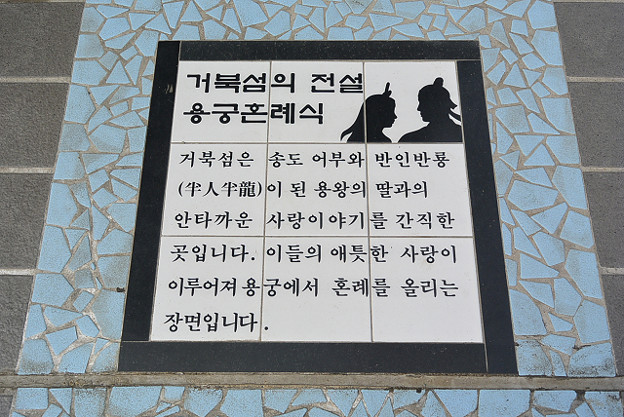 거북섬의 전설
용궁혼례식
거북섬은 송도 어부와 반인반룡
(半人半龍)이 된 용왕의 딸과의
안타까운 사랑이야기를 간직한
곳입니다. 이들의 애틋한 사랑이
이루어져 용궁에서 혼례를 올리는
장면입니다.